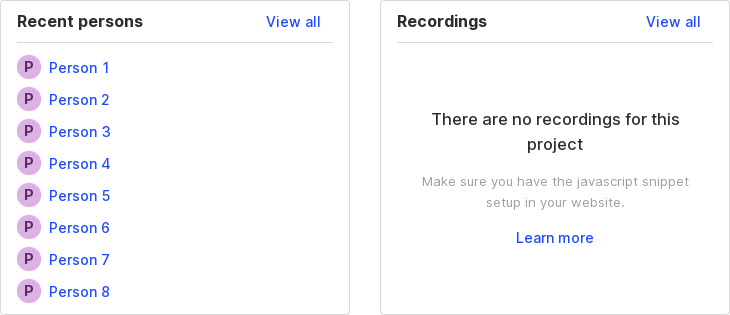 Recent persons
View all
P Person 1
P Person 2
P Person 3
P Person 4
P Person 5
P Person 6
P Person 7
P Person 8
Recordings
View all
There are no recordings for this
project
Make sure you have the javascript snippet
setup in your website.
Learn more